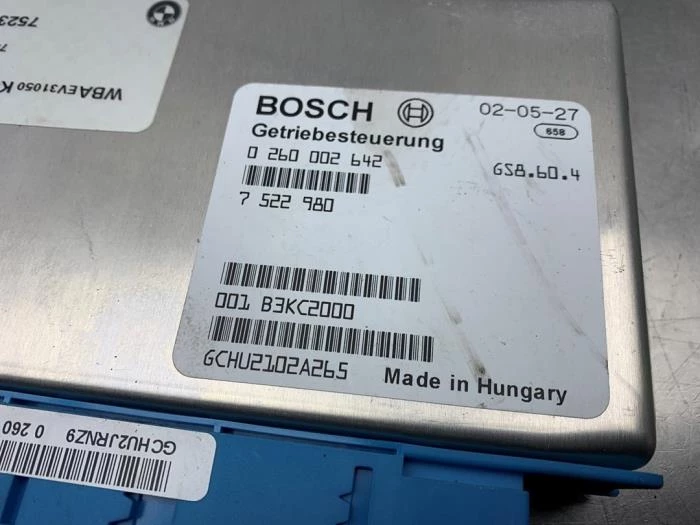 7523
WBAEV31050 K
BOSCH
02-05-27
658
Getriebesteuerung
0 260 002 642
GS8.60.4
7 522 980
001 B3KC2000
GCHU2102A265
Made in Hungary
GCHU2JRNZ9 0 260